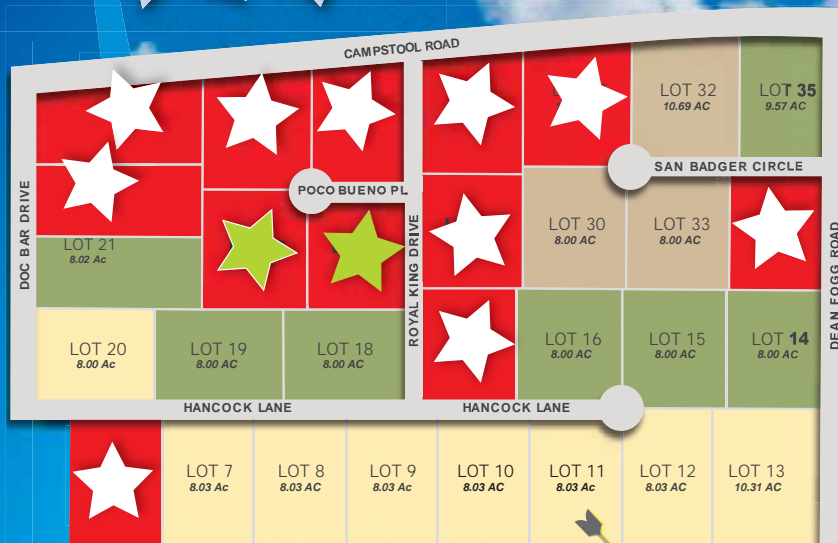 CAMPSTOOL ROAD
LOT 32
10.69 AC
LOT 35
9.57 AC
SAN BADGER CIRCLE
POCO BUENO PL
DOC BAR DRIVE
ROYAL KING DRIVE
DEAN FOGG ROAD
LOT 21
8.02 Ac
LOT 30
8.00 AC
LOT 33
8.00 AC
LOT 20
8.00 Ac
LOT 19
8.00 AC
LOT 18
8.00 AC
LOT 16
8.00 AC
LOT 15
8.00 AC
LOT 14
8.00 AC
HANCOCK LANE
HANCOCK LANE
LOT 7
8.03 Ac
LOT 8
8.03 AC
LOT 9
8.03 Ac
LOT 10
8.03 AC
LOT 11
8.03 Ac
LOT 12
8.03 AC
LOT 13
10.31 AC